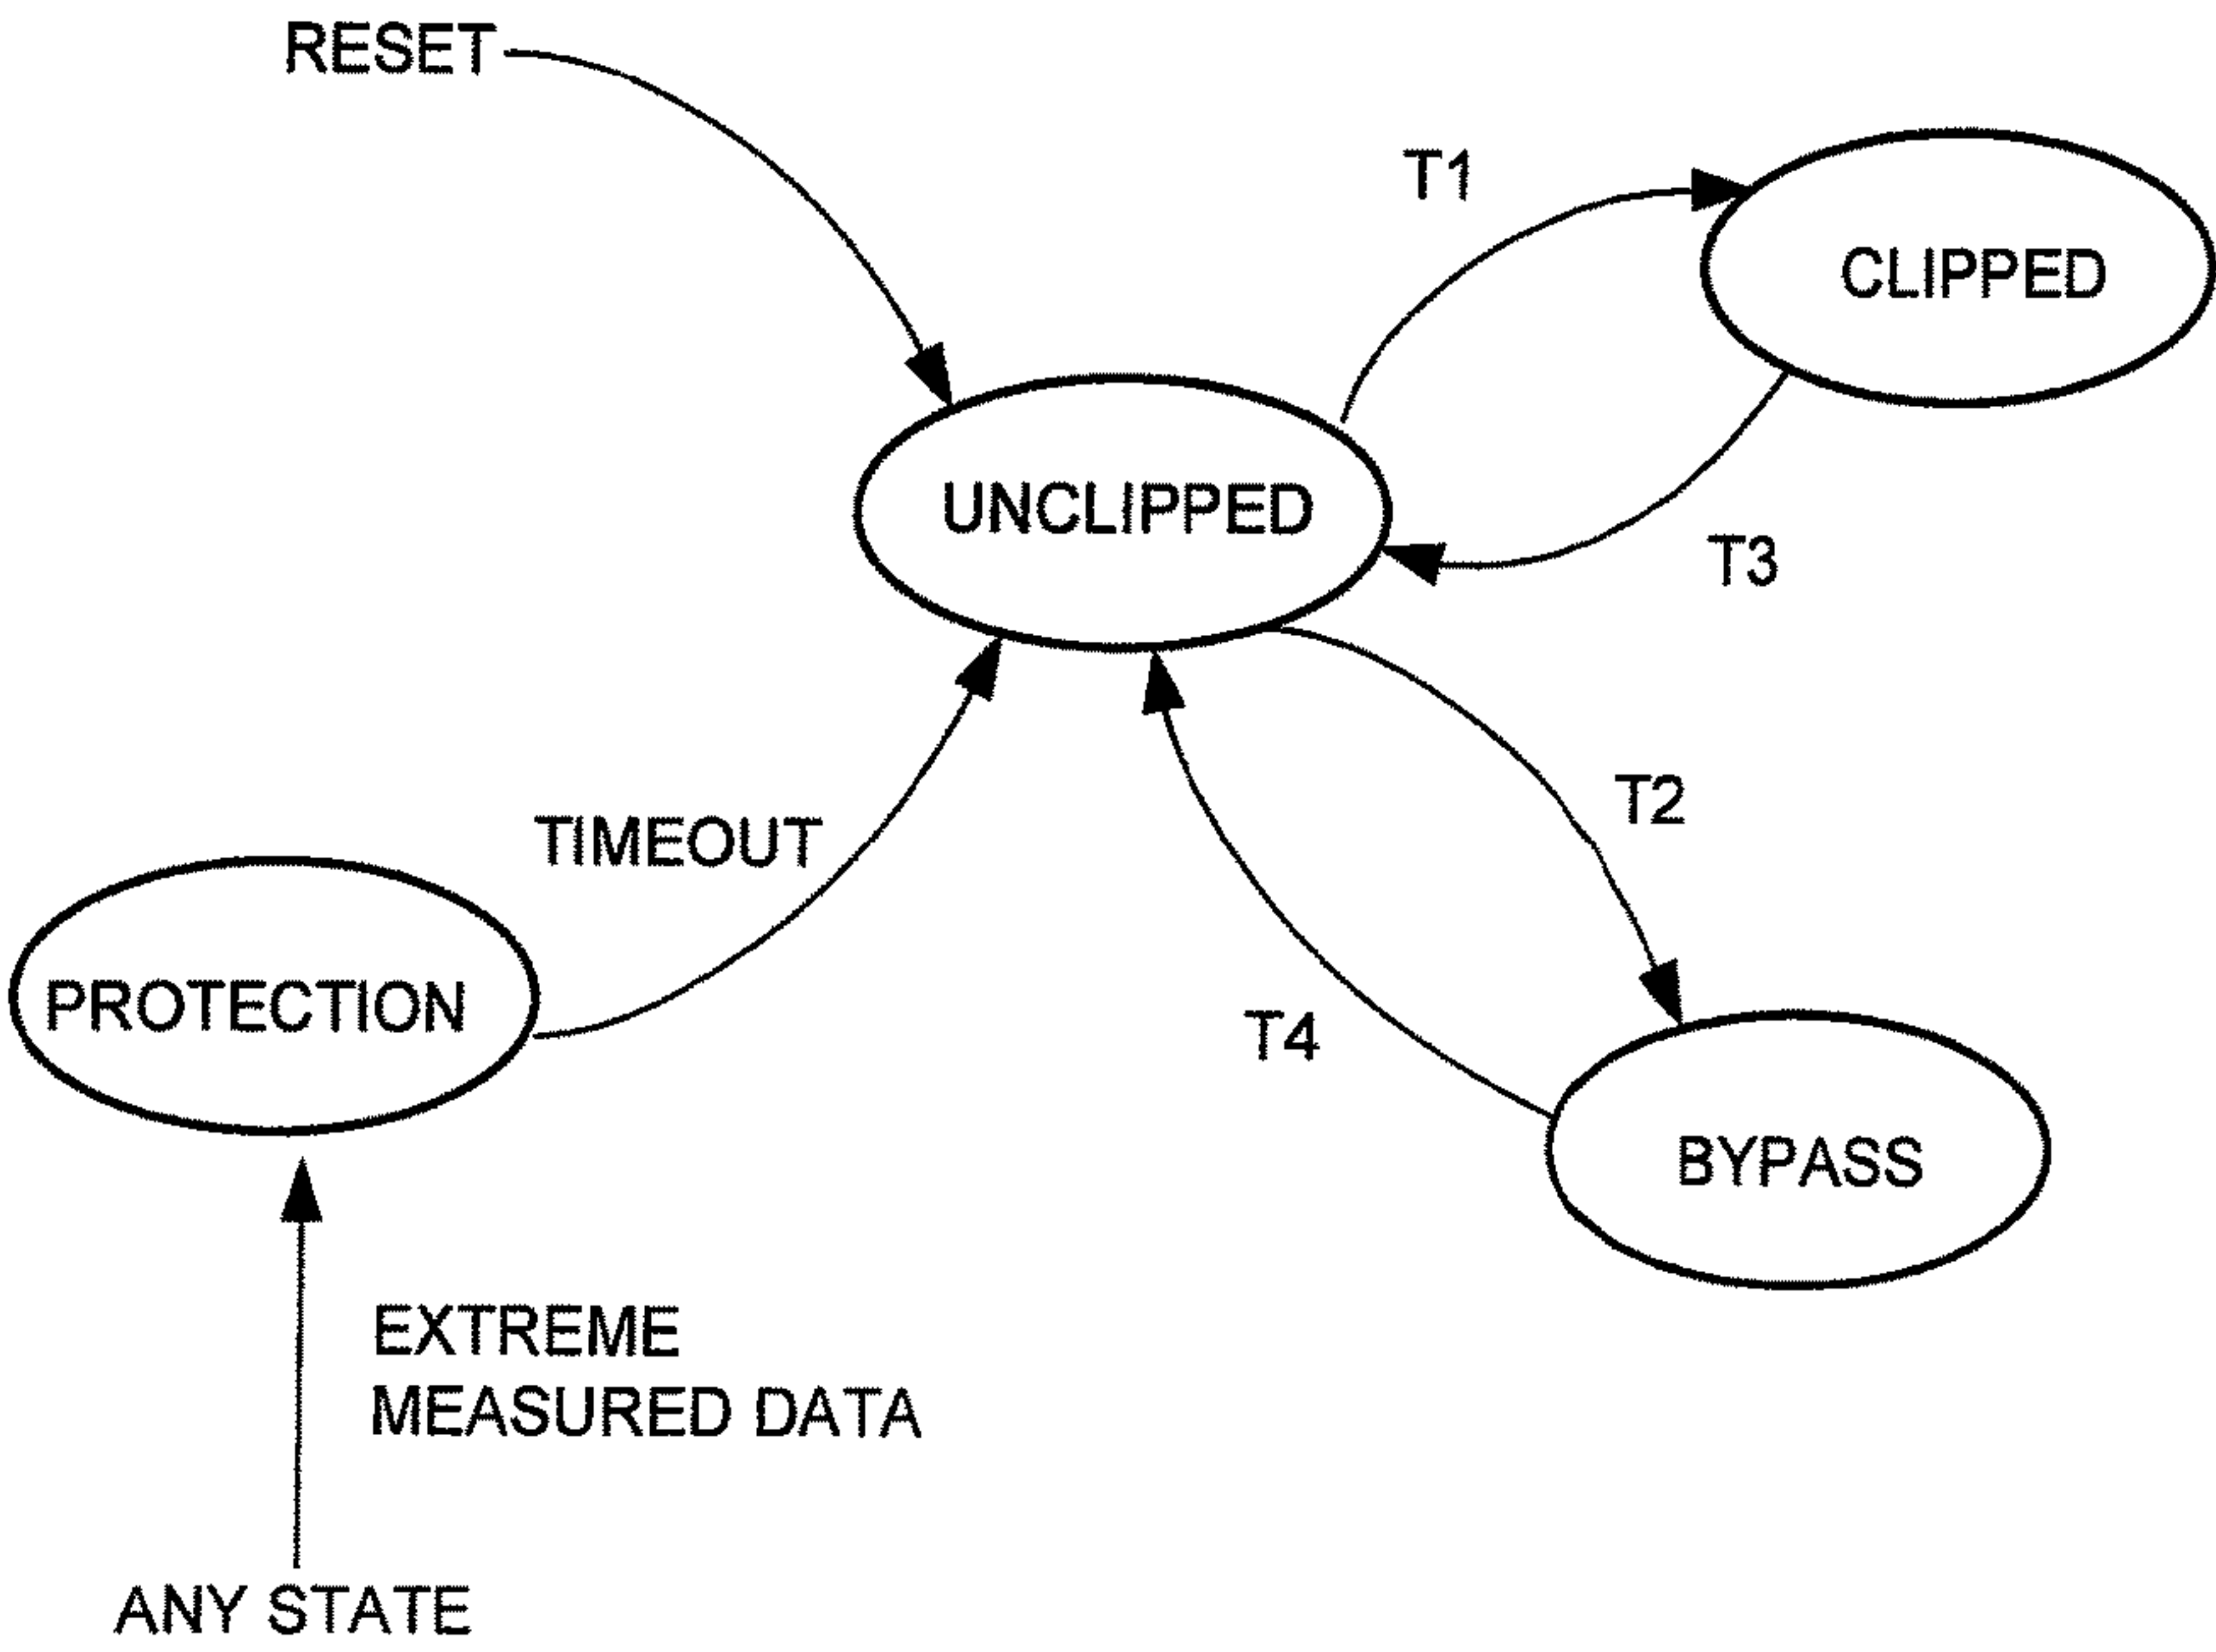 RESET
T1
CLIPPED
UNCLIPPED
T3
T2
TIMEOUT
PROTECTION
T4
BYPASS
EXTREME
MEASURED DATA
ANY STATE